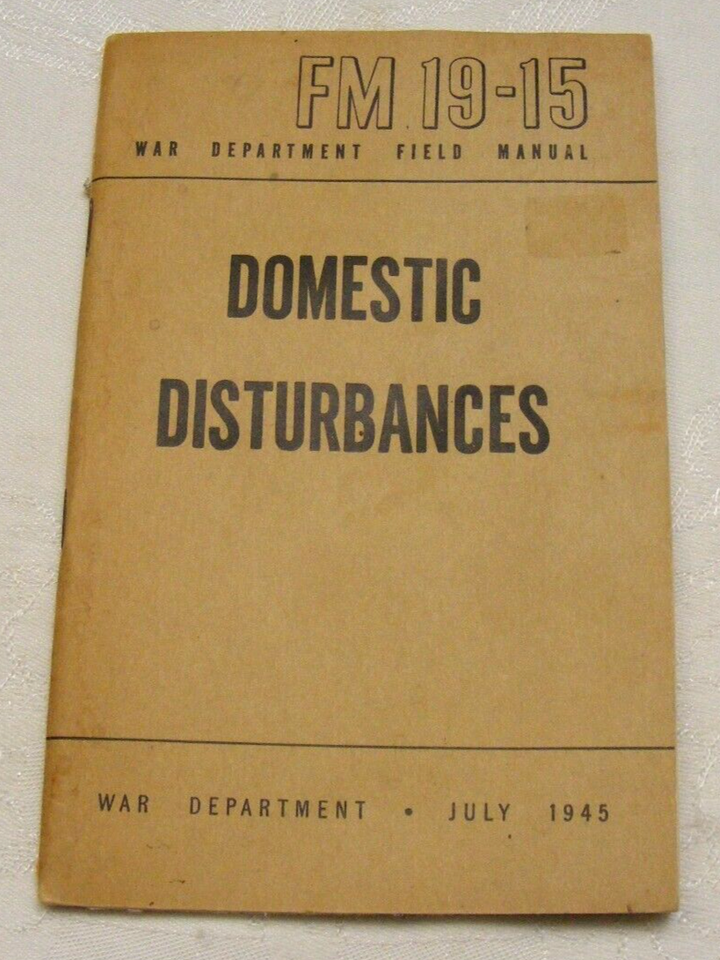 FM 19-15
WAR DEPARTMENT FIELD MANUAL
DOMESTIC
DISTURBANCES
WAR DEPARTMENT • JULY 1945